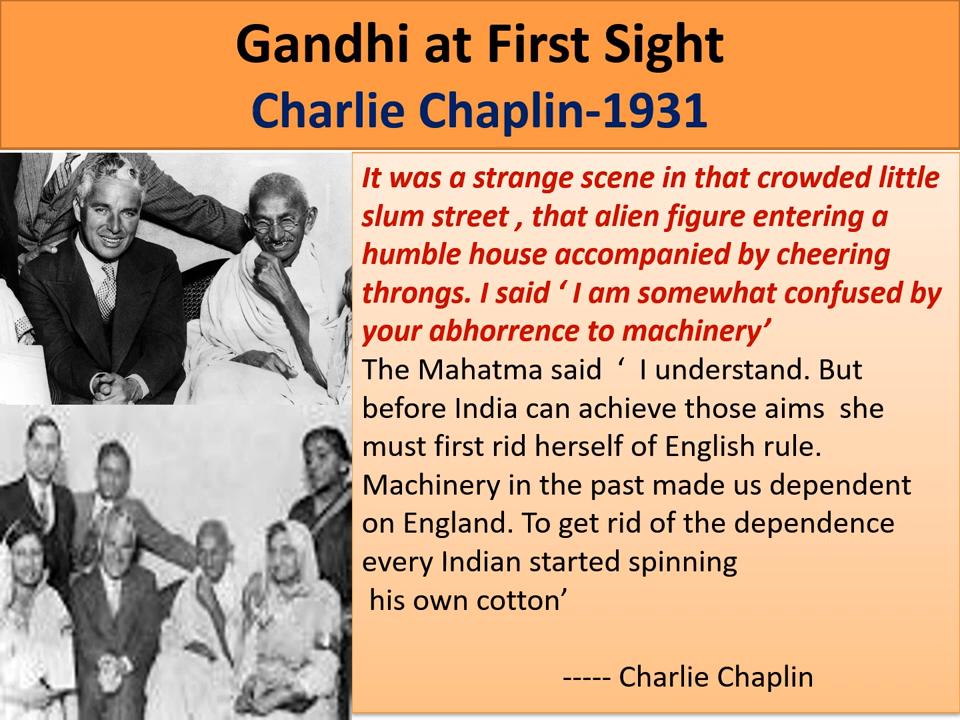 Gandhi at First Sight
Charlie Chaplin-1931
It was a strange scene in that crowded little
slum street , that alien figure entering a
humble house accompanied by cheering
throngs. I said ‘ I am somewhat confused by
your abhorrence to machinery’
The Mahatma said  ‘  I understand. But
before India can achieve those aims  she
must first rid herself of English rule.
Machinery in the past made us dependent
on England. To get rid of the dependence
every Indian started spinning
his own cotton’
----- Charlie Chaplin